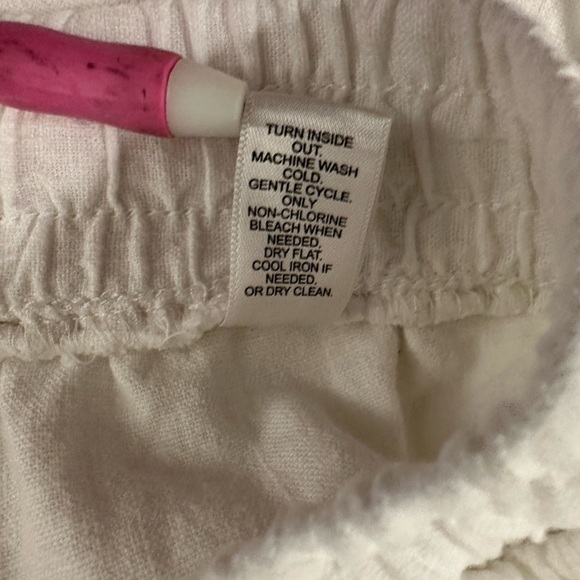 TURN INSIDE
OUT.
MACHINE WASH
COLD.
GENTLE CYCLE.
ONLY
NON-CHLORINE
BLEACH WHEN
NEEDED.
DRY FLAT.
COOL IRON IF
NEEDED.
OR DRY CLEAN.